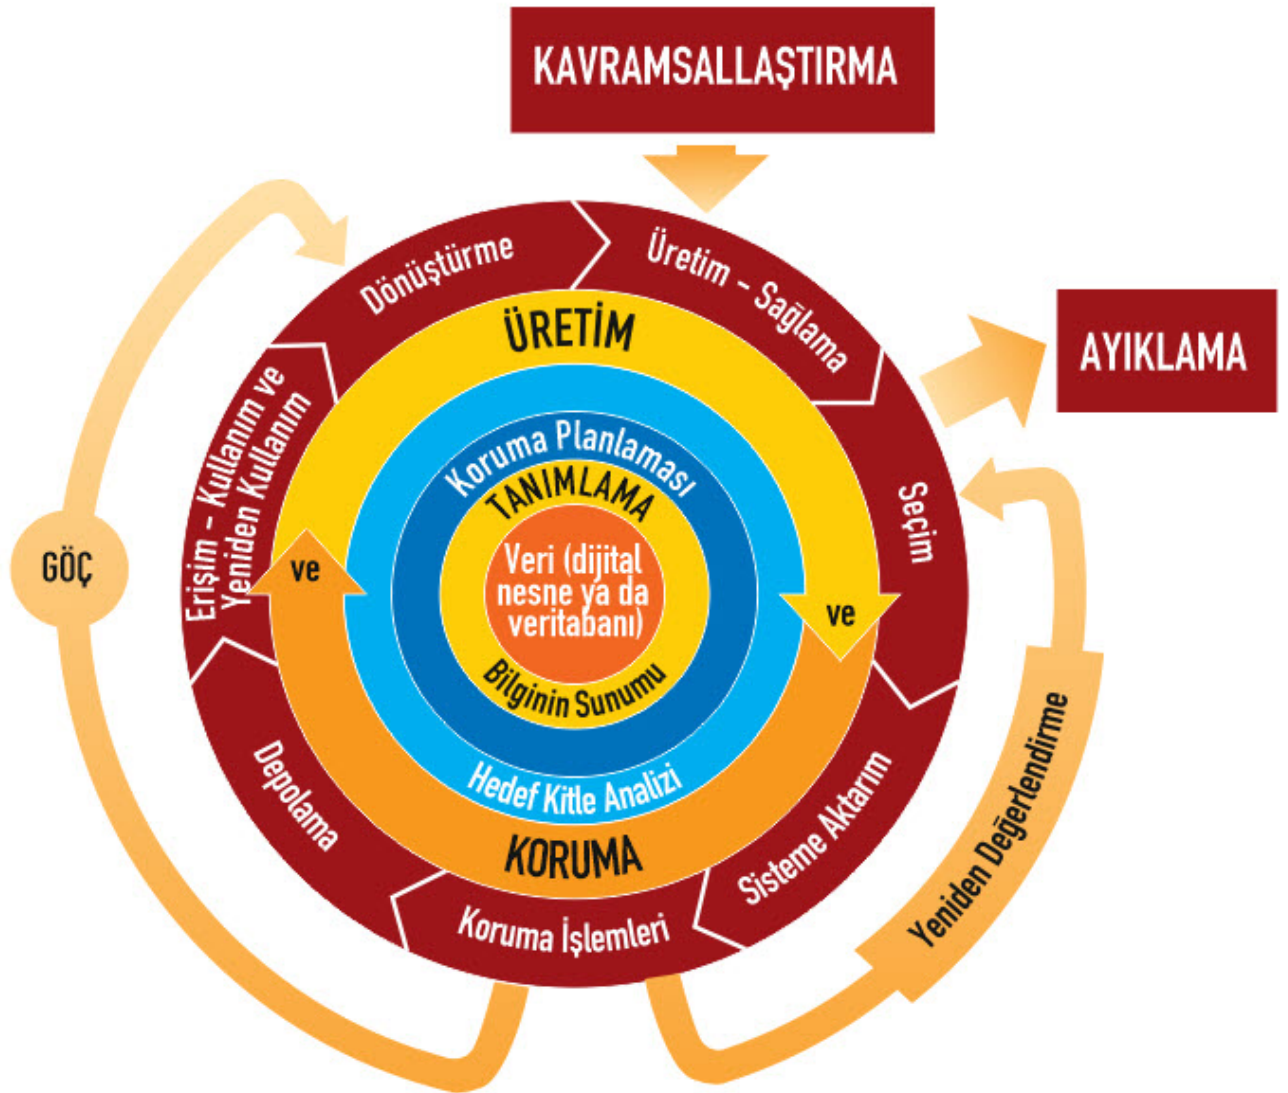 KAVRAMSALLAŞTIRMA
Dönüştürme
Üretim - Sağlama
AYIKLAMA
ÜRETİM
Erişim - Kullanım ve
Yeniden Kullanım
Koruma Planlaması
TANIMLAMA
Seçim
GÖÇ
ve
Veri (dijital
nesne ya da
veritabanı)
ve
Bilginin Sunumu
Hedef Kitle Analizi
Depolama
KORUMA
Sisteme Aktarım
Yeniden Değerlendirme
Koruma İşlemleri